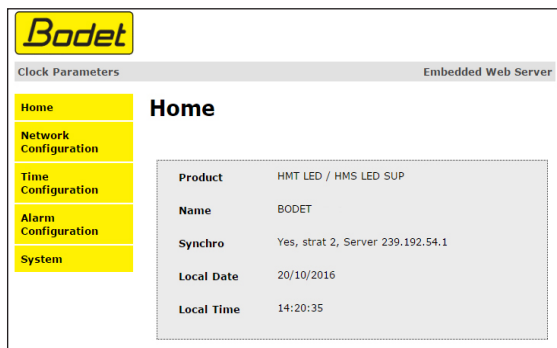 Bodet
Clock Parameters Embedded Web Server
Home
Network
Configuration
Time
Configuration
Alarm
Configuration
System
Home
Product HMT LED / HMS LED SUP
Name BODET
Synchro Yes, strat 2, Server 239.192.54.1
Local Date 20/10/2016
Local Time 14:20:35